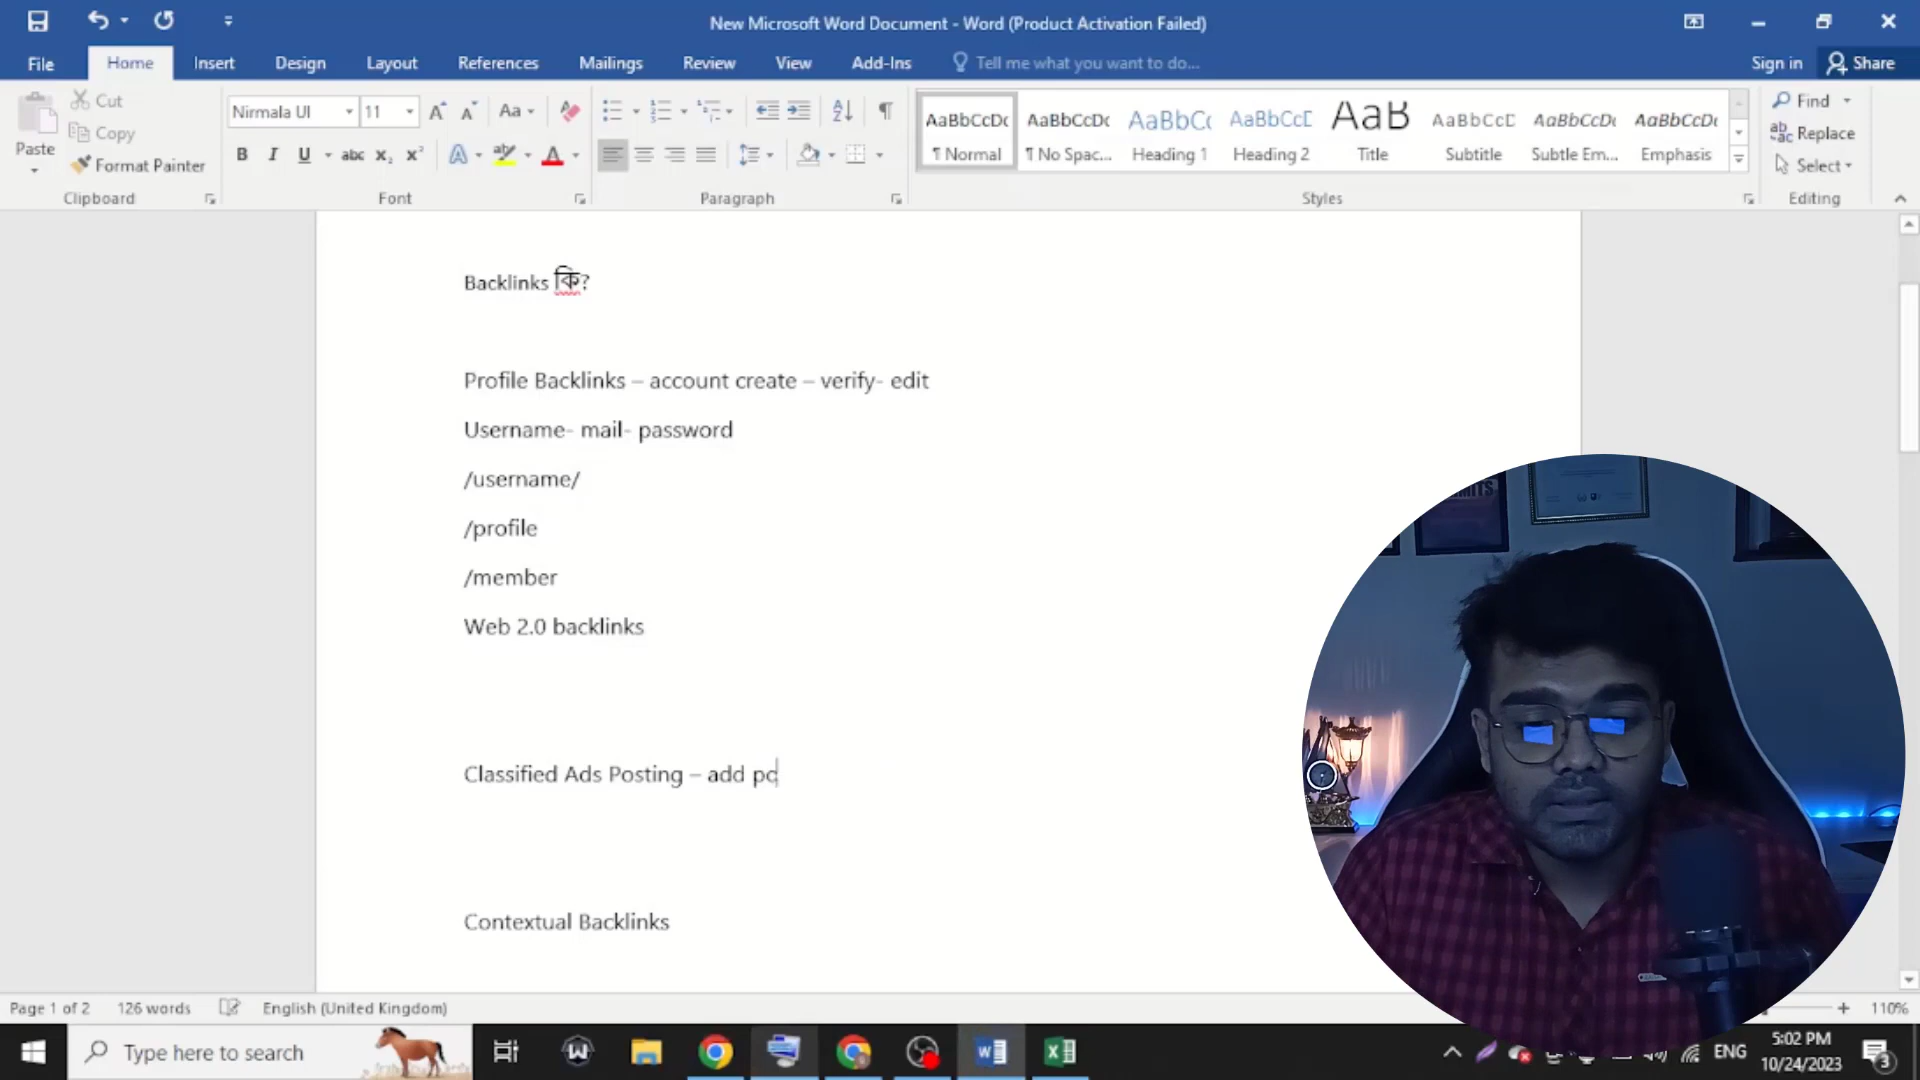 New Microsoft Word Document - Word (Product Activation Failed)
File Home Insert Design Layout References Mailings Review View Add-Ins Tell me what you want to do... Sign in Share
Paste
Cut
Copy
Format Painter
Clipboard
Nirmala UI 11
Font
Paragraph
AaBbCcDc AaBbCcDc AaBbCc AaBbCcD AaB AaBbCcD AaBbCcDc AaBbCcDc
¶ Normal ¶ No Spac... Heading 1 Heading 2 Title Subtitle Subtle Em... Emphasis
Styles
Find
Replace
Select
Editing
Backlinks কি?
Profile Backlinks – account create – verify- edit
Username- mail- password
/username/
/profile
/member
Web 2.0 backlinks
Classified Ads Posting – add po
Contextual Backlinks
Page 1 of 2 126 words English (United Kingdom) 110%
Type here to search
ENG
5:02 PM
10/24/2023
3